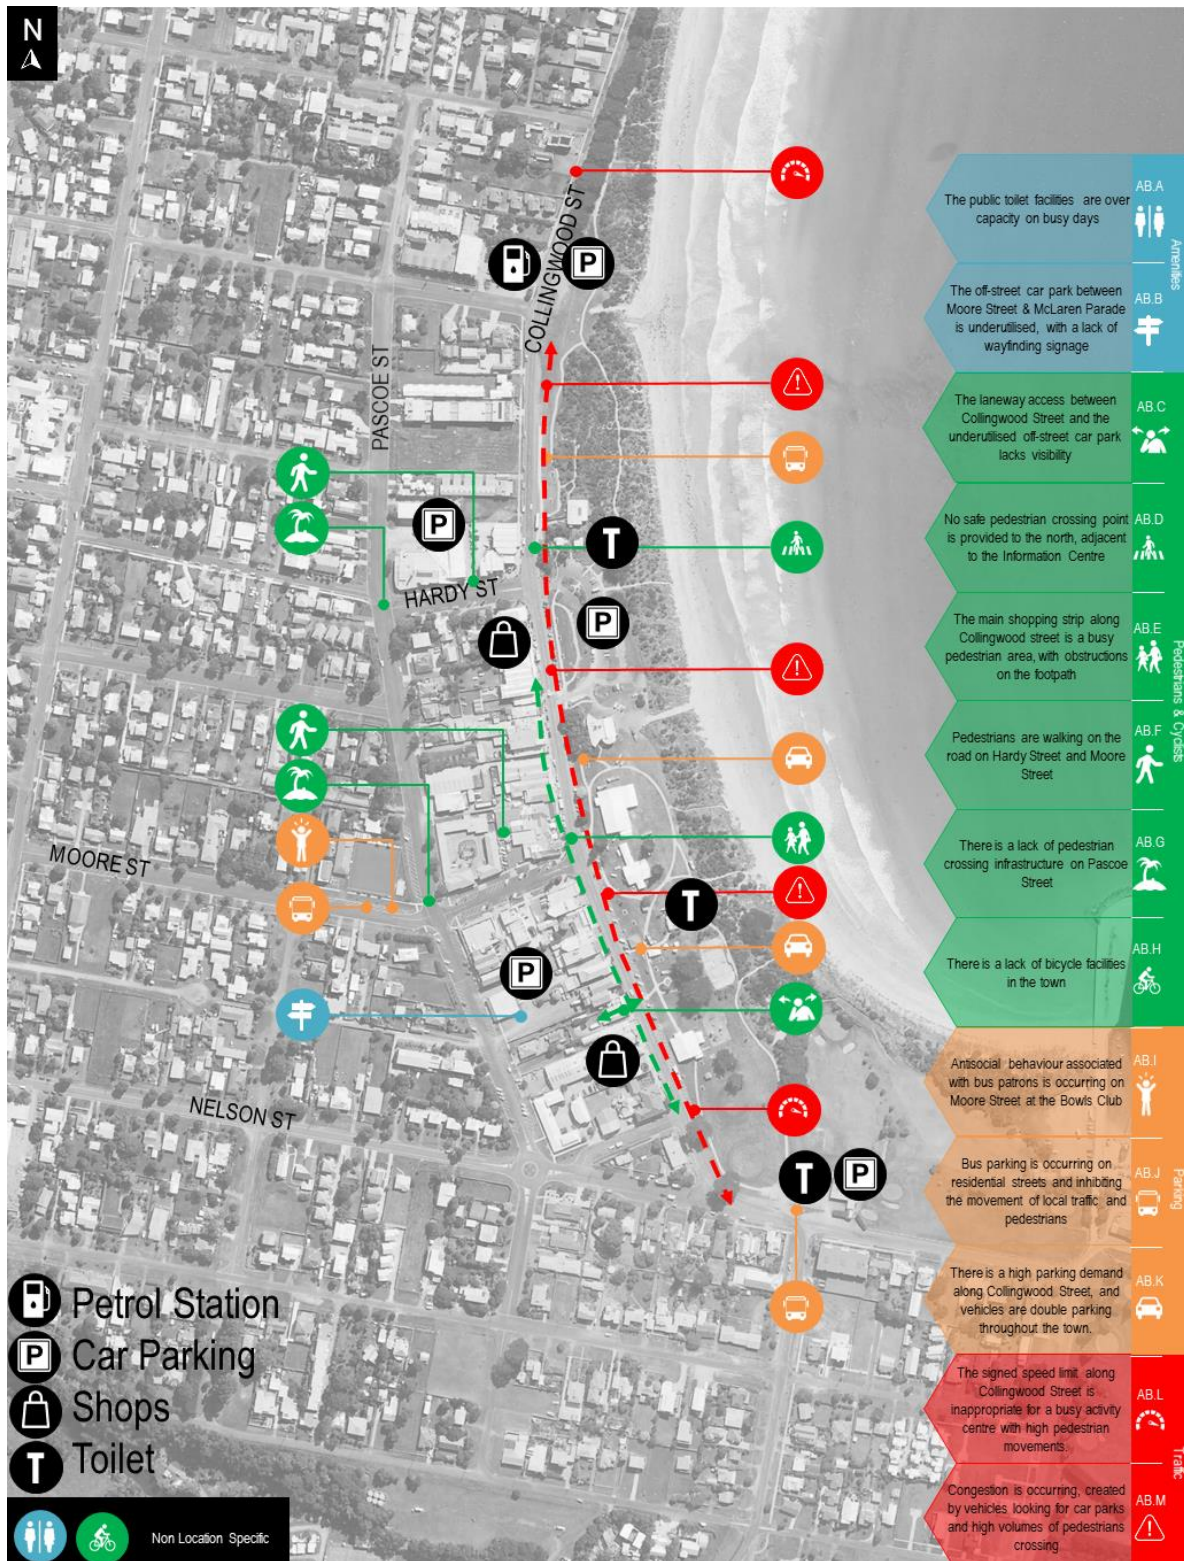 N
COLLINGWOOD ST
PASCOE ST
P
P
T
HARDY ST
P
MOORE ST
T
P
NELSON ST
T
P
Petrol Station
P
Car Parking
Shops
T
Toilet
Non Location Specific
The public toilet facilities are over
capacity on busy days
AB.A
The off-street car park between
Moore Street & McLaren Parade
is underutilised, with a lack of
wayfinding signage
AB.B
Amenities
The laneway access between
Collingwood Street and the
underutilised off-street car park
lacks visibility
AB.C
No safe pedestrian crossing point
is provided to the north, adjacent
to the Information Centre
AB.D
The main shopping strip along
Collingwood street is a busy
pedestrian area, with obstructions
on the footpath
AB.E
Pedestrians are walking on the
road on Hardy Street and Moore
Street
AB.F
There is a lack of pedestrian
crossing infrastructure on Pascoe
Street
AB.G
There is a lack of bicycle facilities
in the town
AB.H
Pedestrians & Cyclists
Antisocial behaviour associated
with bus patrons is occurring on
Moore Street at the Bowls Club
AB.I
Bus parking is occurring on
residential streets and inhibiting
the movement of local traffic and
pedestrians
AB.J
There is a high parking demand
along Collingwood Street, and
vehicles are double parking
throughout the town.
AB.K
Parking
The signed speed limit along
Collingwood Street is
inappropriate for a busy activity
centre with high pedestrian
movements.
AB.L
Congestion is occurring, created
by vehicles looking for car parks
and high volumes of pedestrians
crossing
AB.M
Traffic